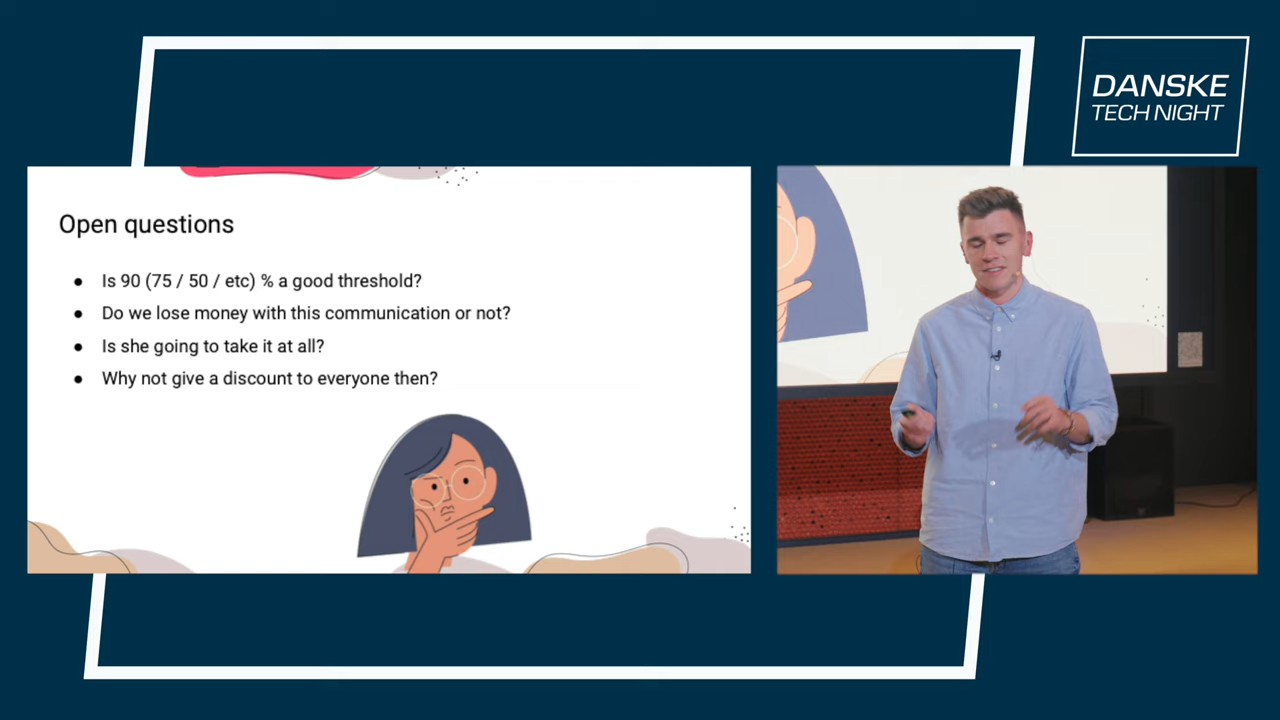 DANSKE
TECH NIGHT
Open questions
● Is 90 (75 / 50 / etc) % a good threshold?
● Do we lose money with this communication or not?
● Is she going to take it at all?
● Why not give a discount to everyone then?